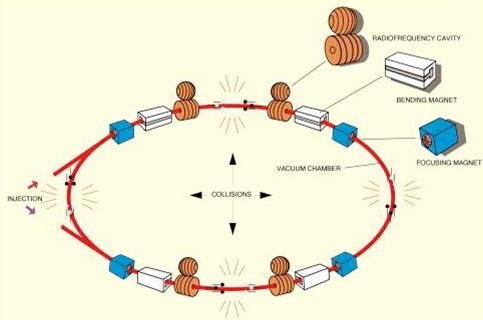 RADIOFREQUENCY CAVITY
BENDING MAGNET
FOCUSING MAGNET
VACUUM CHAMBER
COLLISIONS
INJECTION